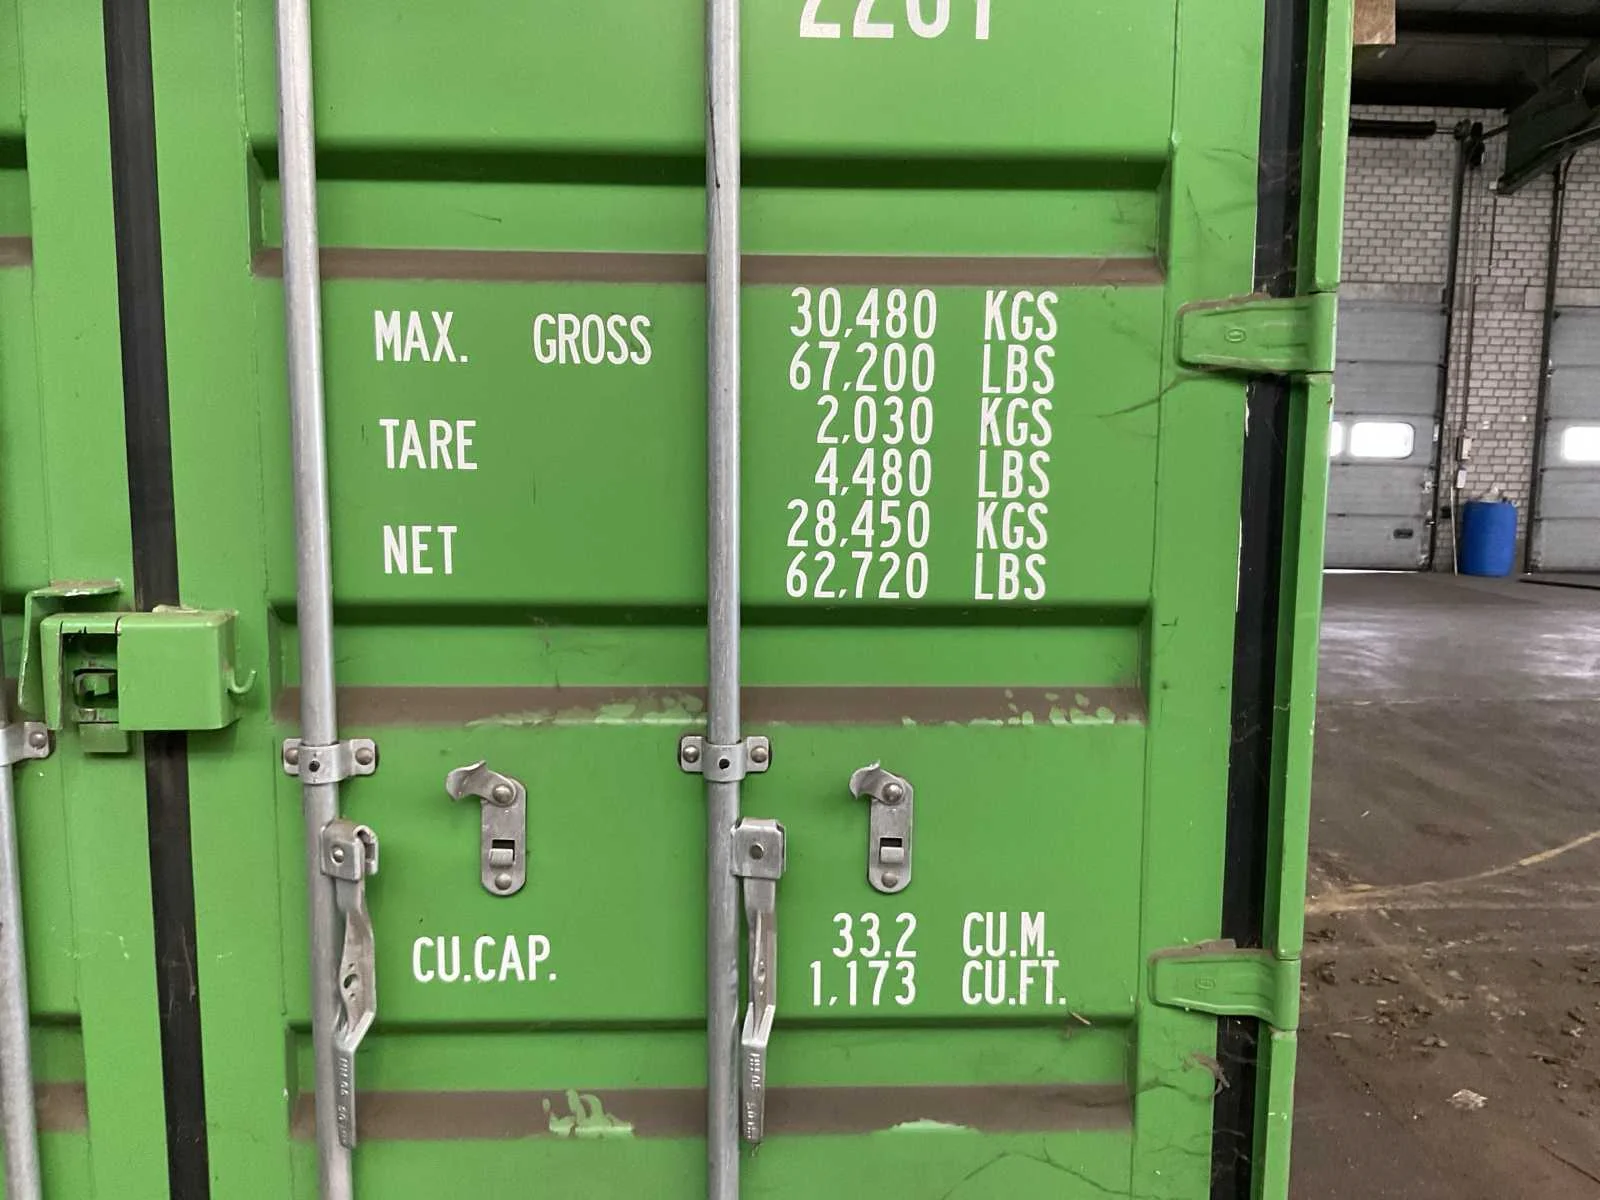 22G1
MAX. GROSS 30,480 KGS
67,200 LBS
TARE 2,030 KGS
4,480 LBS
NET 28,450 KGS
62,720 LBS
CU.CAP. 33.2 CU.M.
1,173 CU.FT.